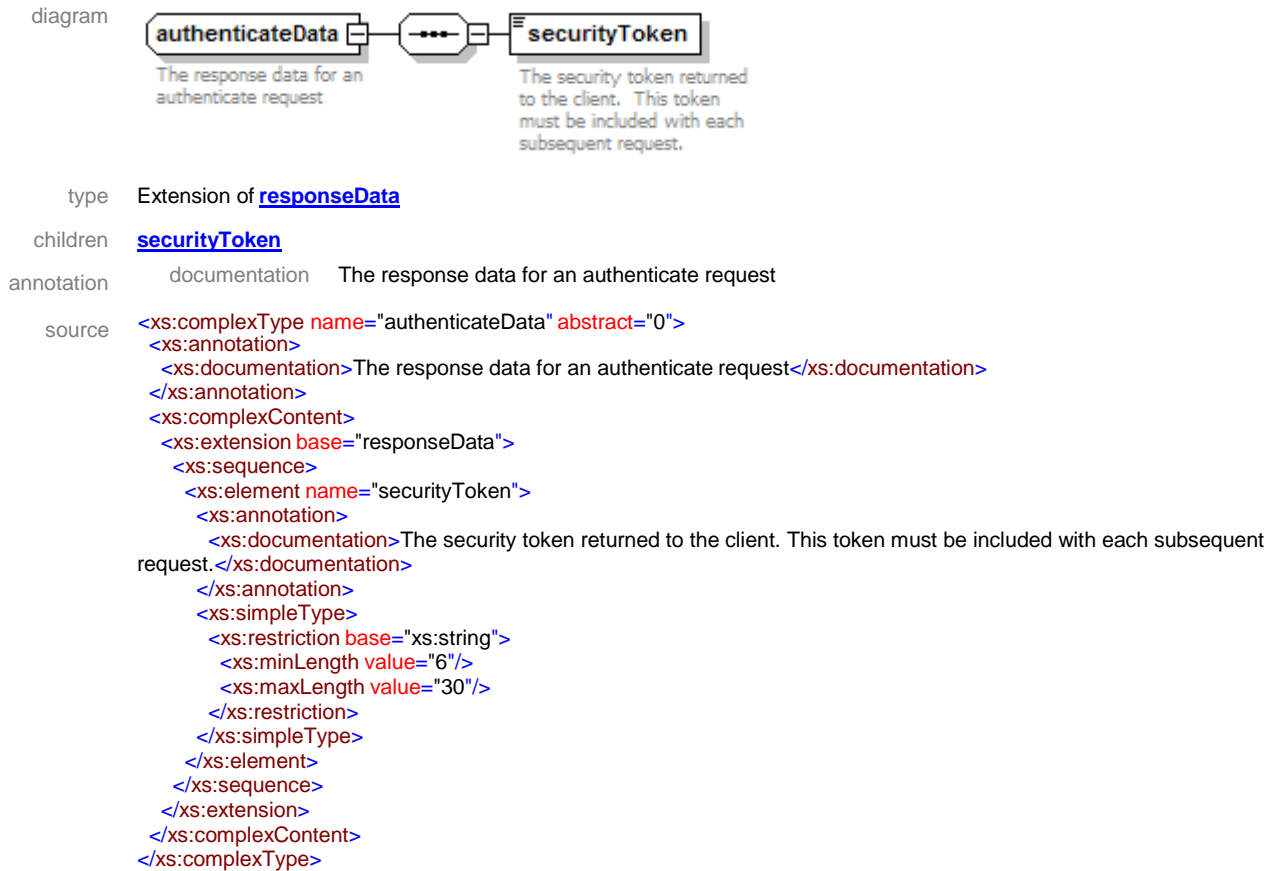 diagram
authenticateData securityToken
The response data for an
authenticate request
The security token returned
to the client. This token
must be included with each
subsequent request.
type Extension of responseData
children securityToken
annotation documentation The response data for an authenticate request
source <xs:complexType name="authenticateData" abstract="0">
<xs:annotation>
<xs:documentation>The response data for an authenticate request</xs:documentation>
</xs:annotation>
<xs:complexContent>
<xs:extension base="responseData">
<xs:sequence>
<xs:element name="securityToken">
<xs:annotation>
<xs:documentation>The security token returned to the client. This token must be included with each subsequent
request.</xs:documentation>
</xs:annotation>
<xs:simpleType>
<xs:restriction base="xs:string">
<xs:minLength value="6"/>
<xs:maxLength value="30"/>
</xs:restriction>
</xs:simpleType>
</xs:element>
</xs:sequence>
</xs:extension>
</xs:complexContent>
</xs:complexType>